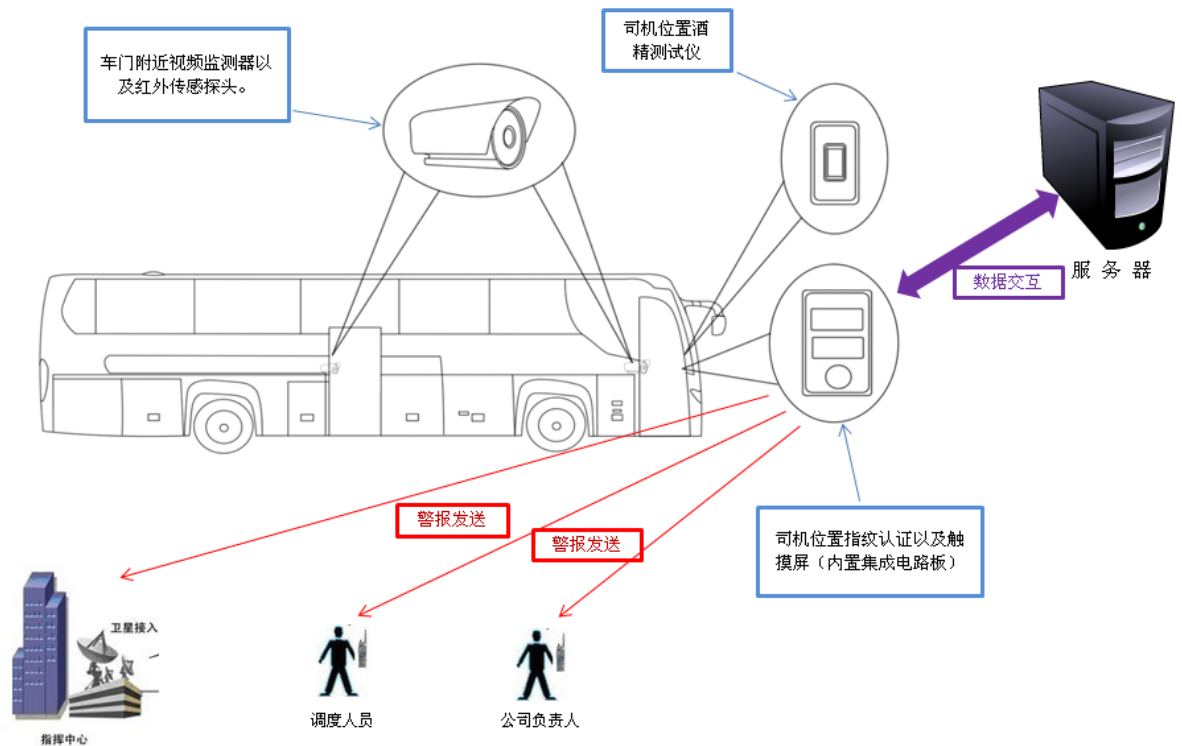 司机位置酒
精测试仪
车门附近视频监测器以
及红外传感探头。
服 务 器
数据交互
警报发送
警报发送
司机位置指纹认证以及触
摸屏（内置集成电路板）
卫星接入
调度人员
公司负责人
指挥中心